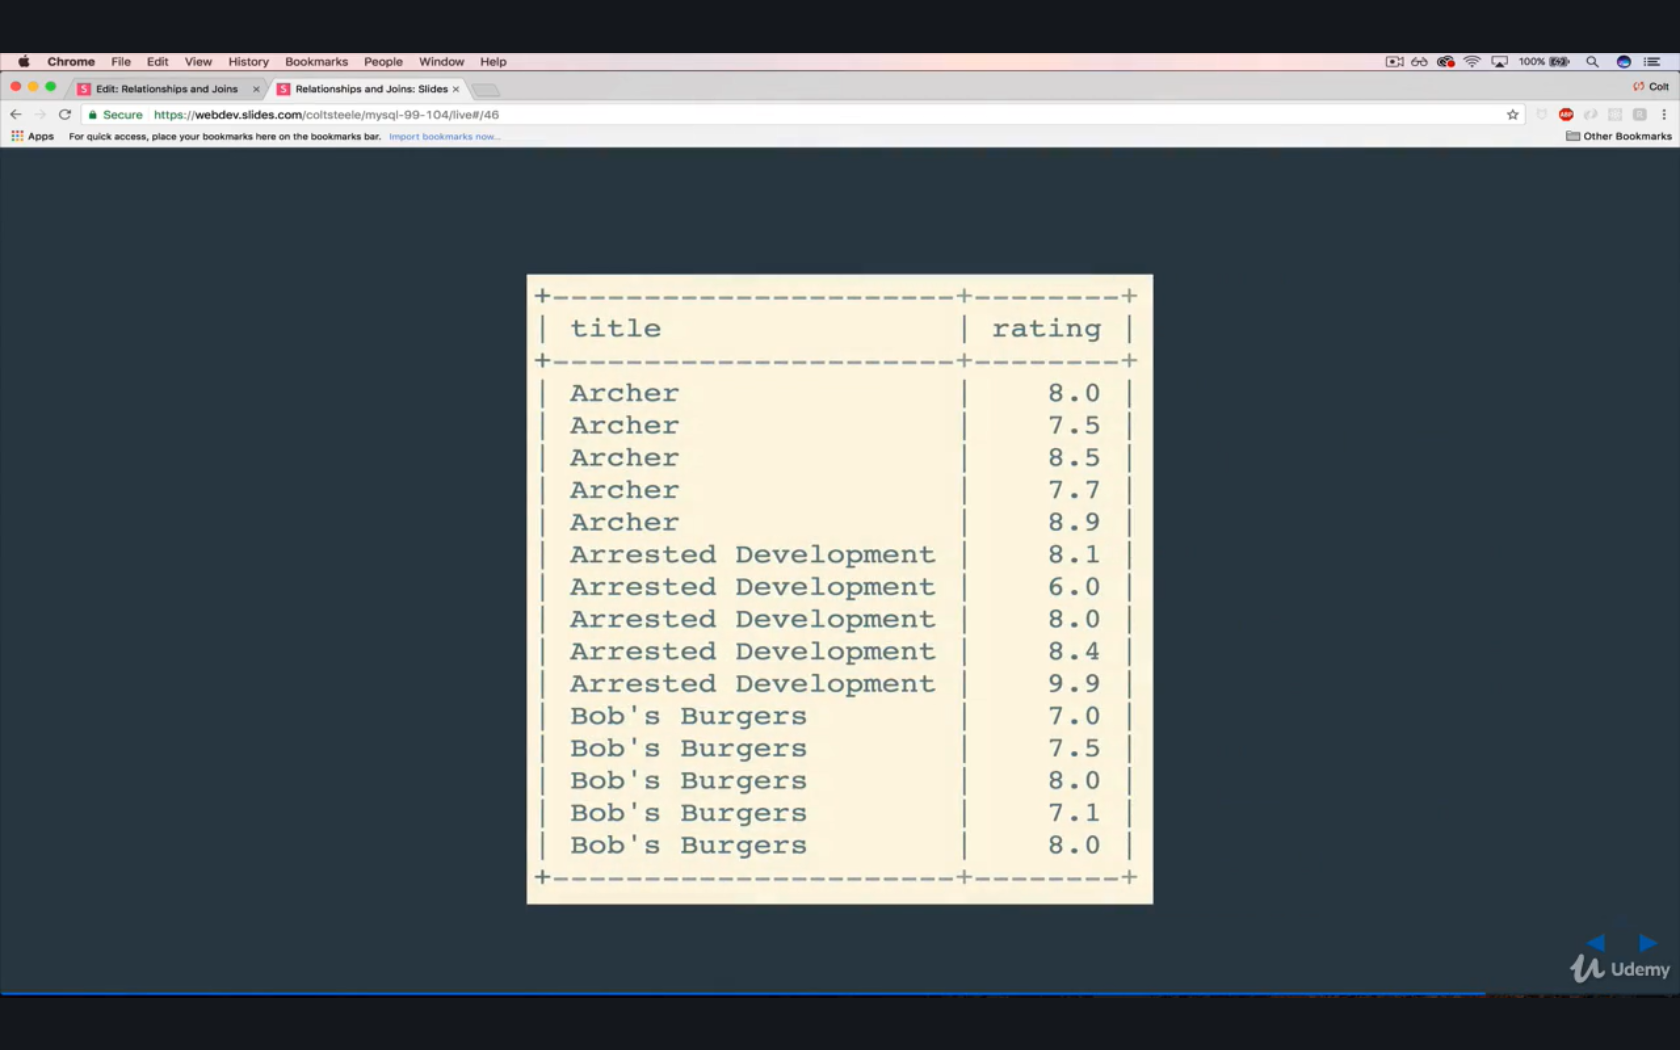 Chrome File Edit View History Bookmarks People Window Help 100%
Edit: Relationships and Joins Relationships and Joins: Slides Colt
Secure https://webdev.slides.com/coltsteele/mysql-99-104/live#/46
Apps For quick access, place your bookmarks here on the bookmarks bar. Import bookmarks now... Other Bookmarks
+----------------------+--------+
| title | rating |
+----------------------+--------+
| Archer | 8.0 |
| Archer | 7.5 |
| Archer | 8.5 |
| Archer | 7.7 |
| Archer | 8.9 |
| Arrested Development | 8.1 |
| Arrested Development | 6.0 |
| Arrested Development | 8.0 |
| Arrested Development | 8.4 |
| Arrested Development | 9.9 |
| Bob's Burgers | 7.0 |
| Bob's Burgers | 7.5 |
| Bob's Burgers | 8.0 |
| Bob's Burgers | 7.1 |
| Bob's Burgers | 8.0 |
+----------------------+--------+
Udemy